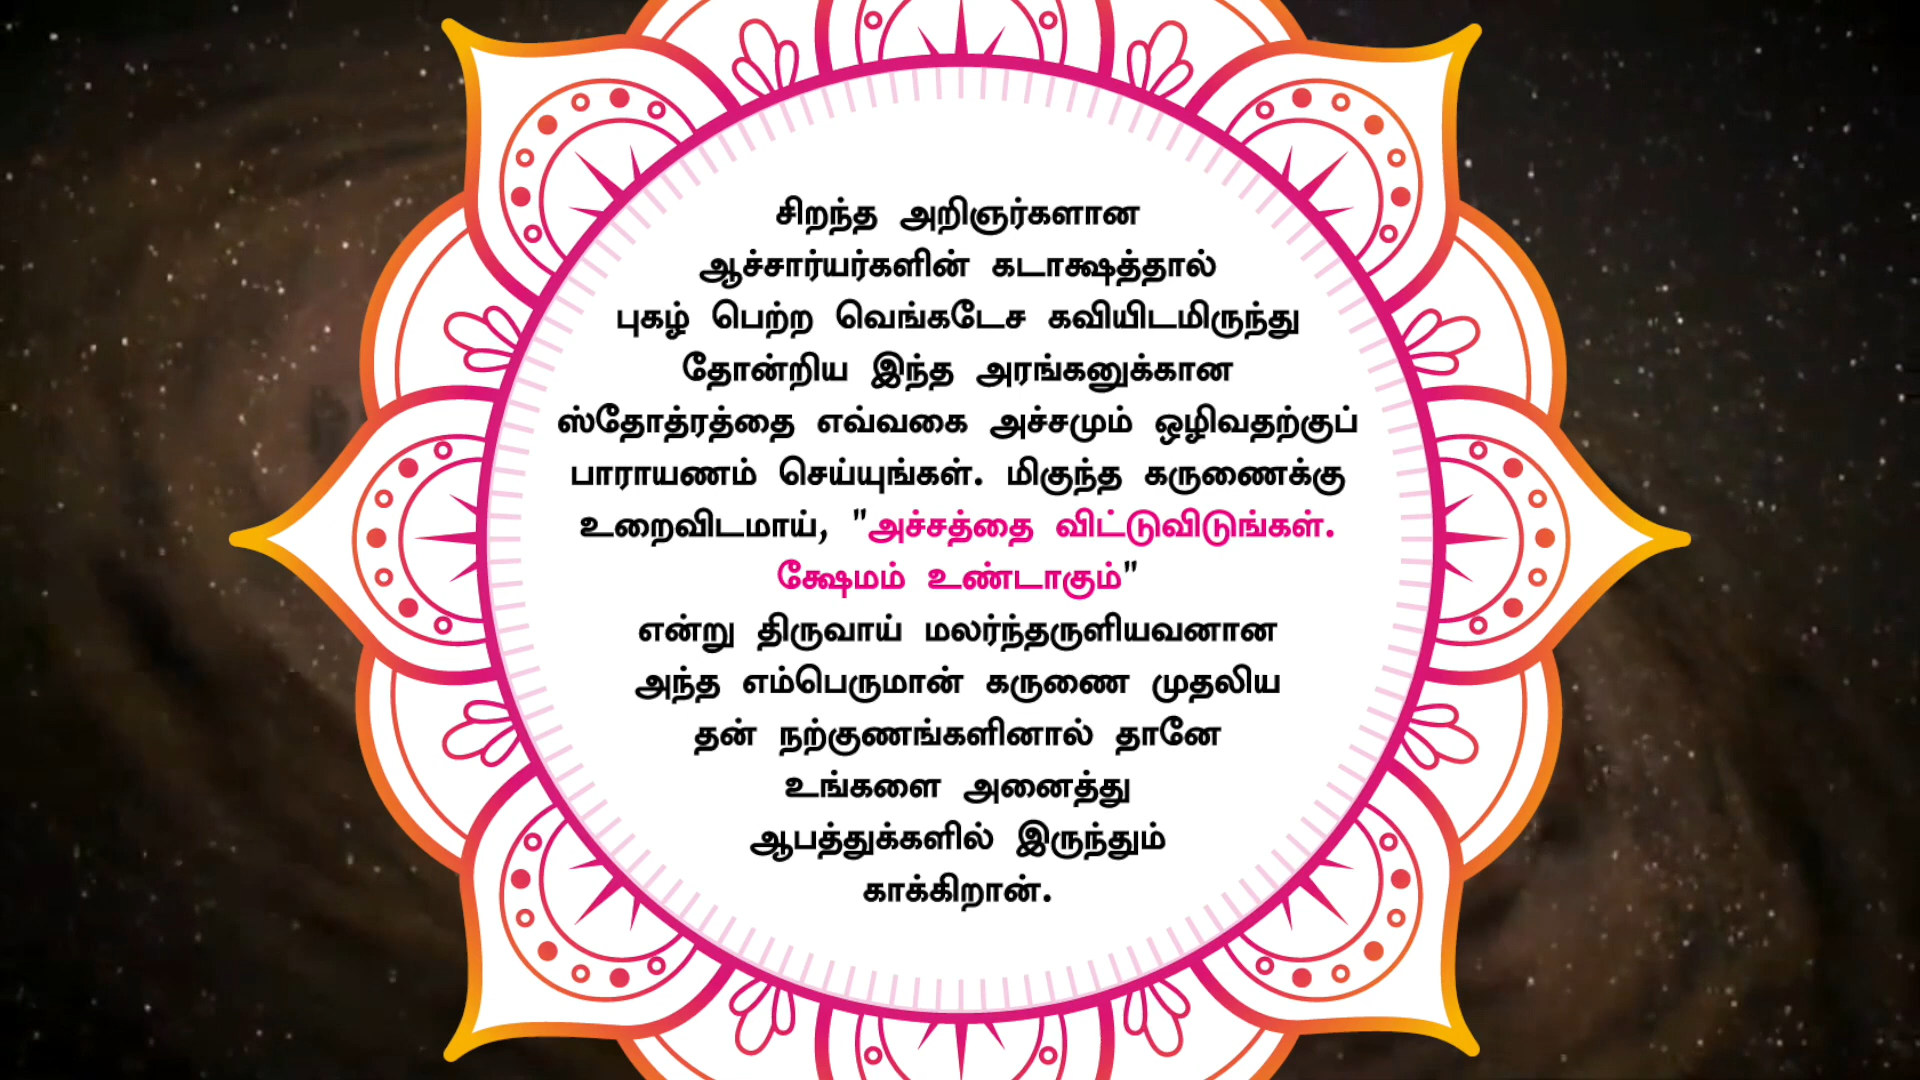 சிறந்த அறிஞர்களான
ஆச்சார்யர்களின் கடாக்ஷத்தால்
புகழ் பெற்ற வெங்கடேச கவியிடமிருந்து
தோன்றிய இந்த அரங்கனுக்கான
ஸ்தோத்ரத்தை எவ்வகை அச்சமும் ஒழிவதற்குப்
பாராயணம் செய்யுங்கள். மிகுந்த கருணைக்கு
உறைவிடமாய், "அச்சத்தை விட்டுவிடுங்கள்.
க்ஷேமம் உண்டாகும்"
என்று திருவாய் மலர்ந்தருளியவனான
அந்த எம்பெருமான் கருணை முதலிய
தன் நற்குணங்களினால் தானே
உங்களை அனைத்து
ஆபத்துக்களில் இருந்தும்
காக்கிறான்.